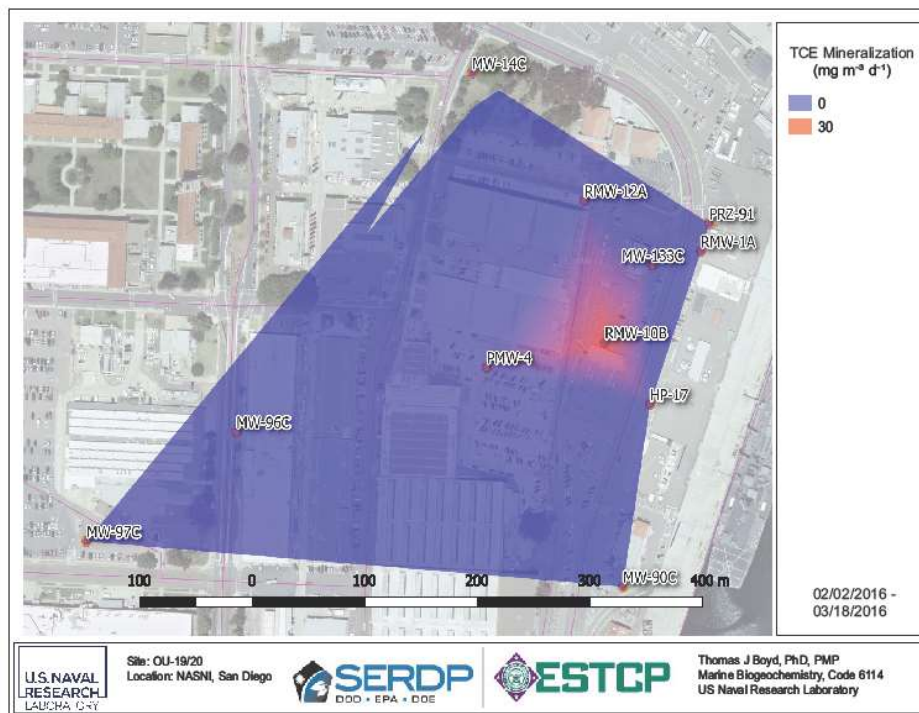 TCE Mineralization
(mg m⁻³ d⁻¹)
0
30
MW-14C
RMW-12A
PRZ-91
RMW-1A
MW-133C
RMW-10B
PMW-4
HP-17
MW-96C
MW-97C
MW-90C
100 0 100 200 300 400 m
02/02/2016 -
03/18/2016
U.S. NAVAL
RESEARCH
LABORATORY
Site: OU-19/20
Location: NASNI, San Diego
SERDP
DOD • EPA • DOE
ESTCP
Thomas J Boyd, PhD, PMP
Marine Biogeochemistry, Code 6114
US Naval Research Laboratory